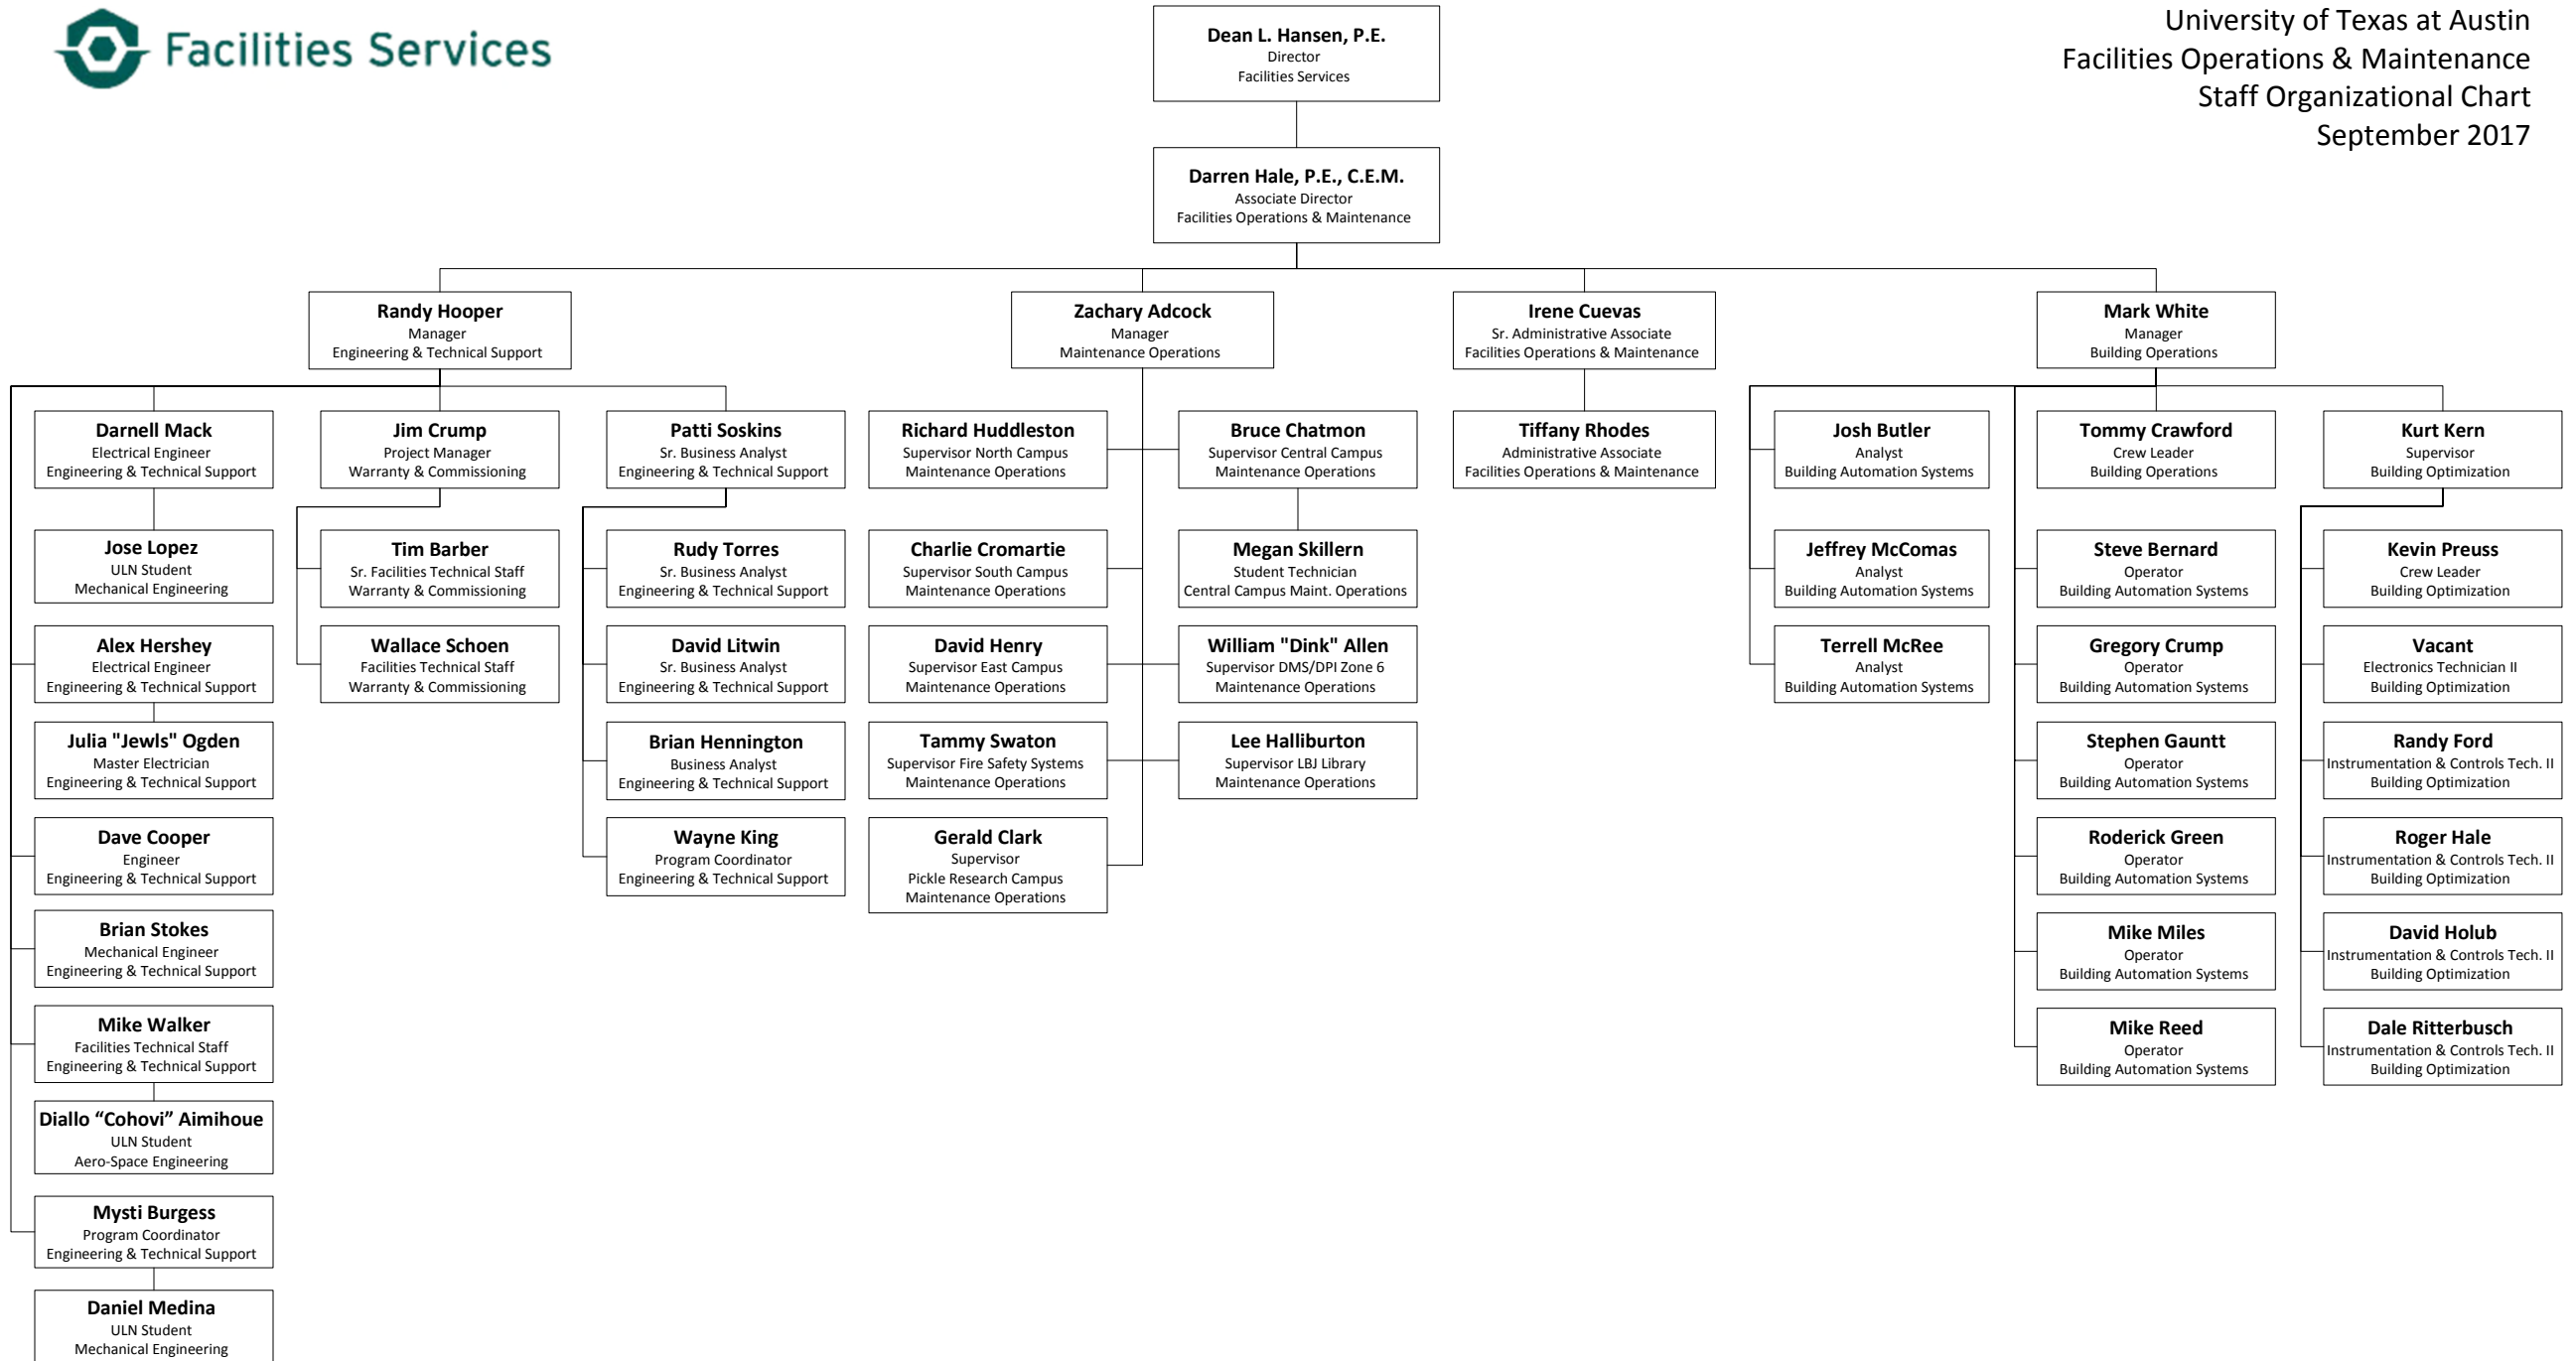 Facilities Services
University of Texas at Austin
Facilities Operations & Maintenance
Staff Organizational Chart
September 2017
Dean L. Hansen, P.E.
Director
Facilities Services
Darren Hale, P.E., C.E.M.
Associate Director
Facilities Operations & Maintenance
Randy Hooper
Manager
Engineering & Technical Support
Zachary Adcock
Manager
Maintenance Operations
Irene Cuevas
Sr. Administrative Associate
Facilities Operations & Maintenance
Mark White
Manager
Building Operations
Darnell Mack
Electrical Engineer
Engineering & Technical Support
Jose Lopez
ULN Student
Mechanical Engineering
Alex Hershey
Electrical Engineer
Engineering & Technical Support
Julia "Jewls" Ogden
Master Electrician
Engineering & Technical Support
Dave Cooper
Engineer
Engineering & Technical Support
Brian Stokes
Mechanical Engineer
Engineering & Technical Support
Mike Walker
Facilities Technical Staff
Engineering & Technical Support
Diallo “Cohovi” Aimihoue
ULN Student
Aero-Space Engineering
Mysti Burgess
Program Coordinator
Engineering & Technical Support
Daniel Medina
ULN Student
Mechanical Engineering
Jim Crump
Project Manager
Warranty & Commissioning
Tim Barber
Sr. Facilities Technical Staff
Warranty & Commissioning
Wallace Schoen
Facilities Technical Staff
Warranty & Commissioning
Patti Soskins
Sr. Business Analyst
Engineering & Technical Support
Rudy Torres
Sr. Business Analyst
Engineering & Technical Support
David Litwin
Sr. Business Analyst
Engineering & Technical Support
Brian Hennington
Business Analyst
Engineering & Technical Support
Wayne King
Program Coordinator
Engineering & Technical Support
Richard Huddleston
Supervisor North Campus
Maintenance Operations
Charlie Cromartie
Supervisor South Campus
Maintenance Operations
David Henry
Supervisor East Campus
Maintenance Operations
Tammy Swaton
Supervisor Fire Safety Systems
Maintenance Operations
Gerald Clark
Supervisor
Pickle Research Campus
Maintenance Operations
Bruce Chatmon
Supervisor Central Campus
Maintenance Operations
Megan Skillern
Student Technician
Central Campus Maint. Operations
William "Dink" Allen
Supervisor DMS/DPI Zone 6
Maintenance Operations
Lee Halliburton
Supervisor LBJ Library
Maintenance Operations
Tiffany Rhodes
Administrative Associate
Facilities Operations & Maintenance
Josh Butler
Analyst
Building Automation Systems
Jeffrey McComas
Analyst
Building Automation Systems
Terrell McRee
Analyst
Building Automation Systems
Tommy Crawford
Crew Leader
Building Operations
Steve Bernard
Operator
Building Automation Systems
Gregory Crump
Operator
Building Automation Systems
Stephen Gauntt
Operator
Building Automation Systems
Roderick Green
Operator
Building Automation Systems
Mike Miles
Operator
Building Automation Systems
Mike Reed
Operator
Building Automation Systems
Kurt Kern
Supervisor
Building Optimization
Kevin Preuss
Crew Leader
Building Optimization
Vacant
Electronics Technician II
Building Optimization
Randy Ford
Instrumentation & Controls Tech. II
Building Optimization
Roger Hale
Instrumentation & Controls Tech. II
Building Optimization
David Holub
Instrumentation & Controls Tech. II
Building Optimization
Dale Ritterbusch
Instrumentation & Controls Tech. II
Building Optimization